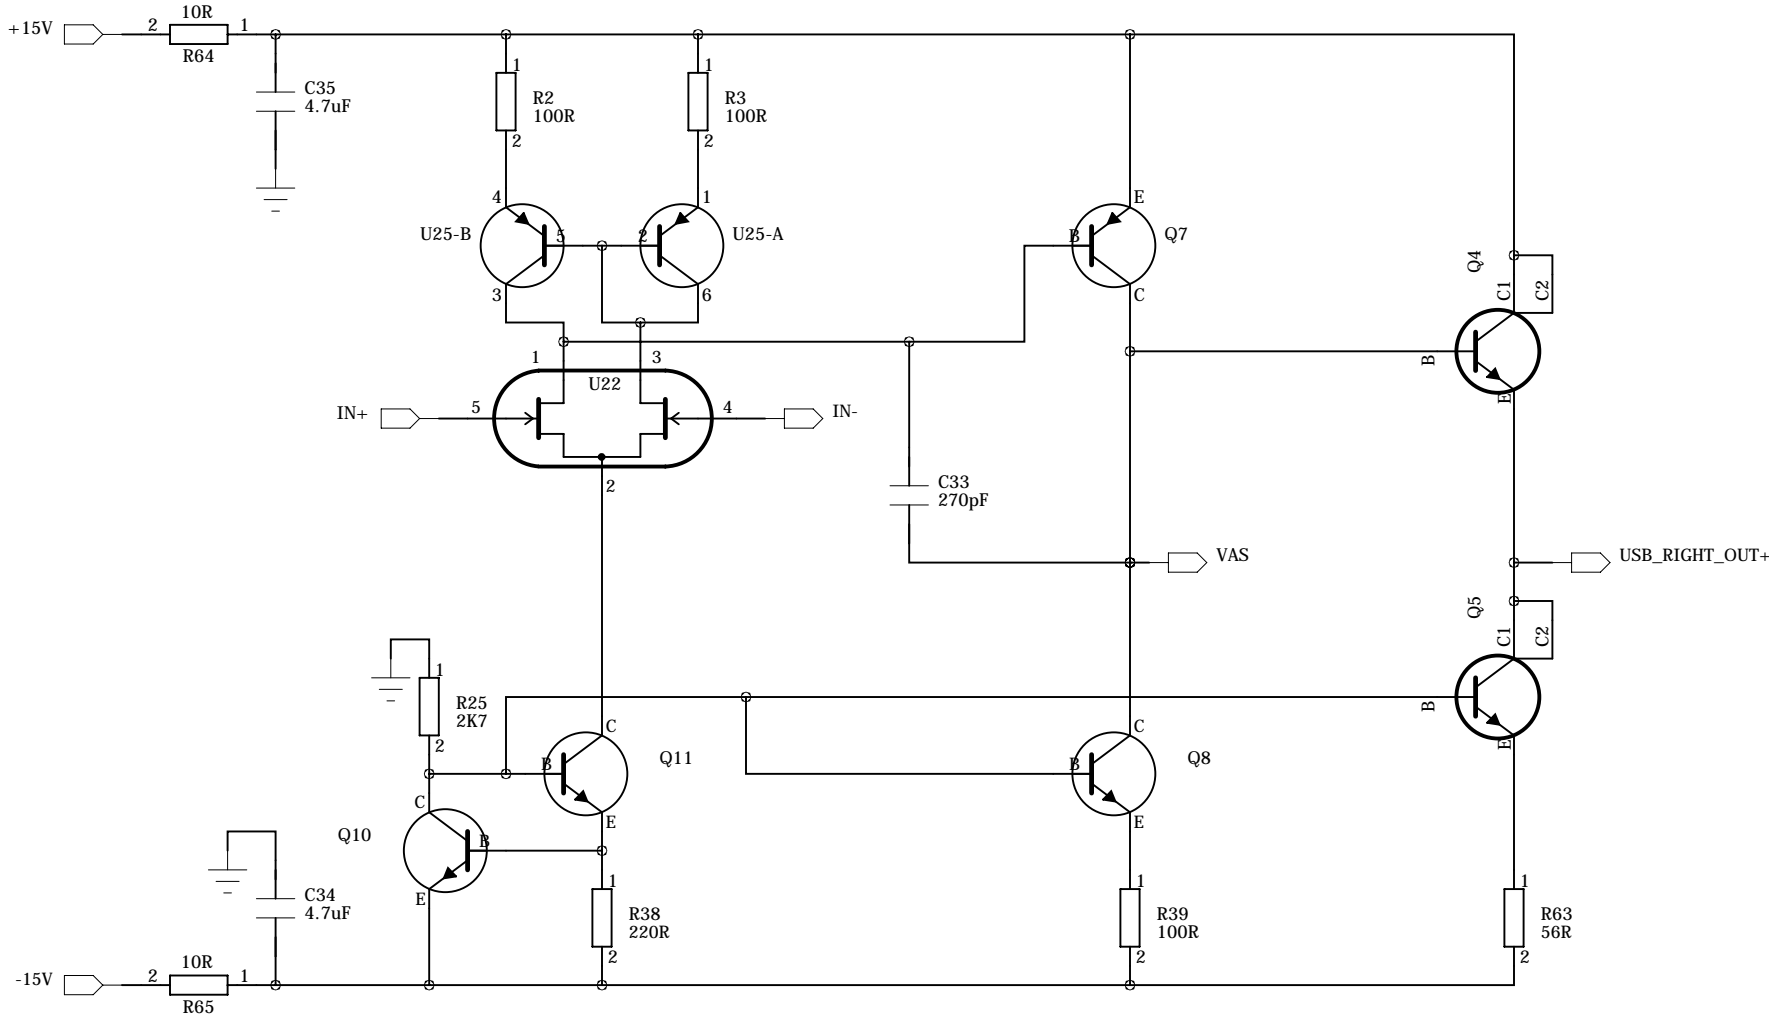 +15V
2
10R
1
R64
C35
4.7uF
1
R2
100R
2
1
R3
100R
2
4
U25-B
5
3
1
2
U25-A
6
E
B
Q7
C
Q4
C1
C2
B
E
1
3
U22
IN+
5
4
IN-
2
C33
270pF
VAS
USB_RIGHT_OUT+
Q5
C1
C2
B
E
1
R25
2K7
2
C
B
Q11
E
C
B
Q8
E
C
Q10
B
E
C34
4.7uF
1
R38
220R
2
1
R39
100R
2
1
R63
56R
2
-15V
2
10R
1
R65